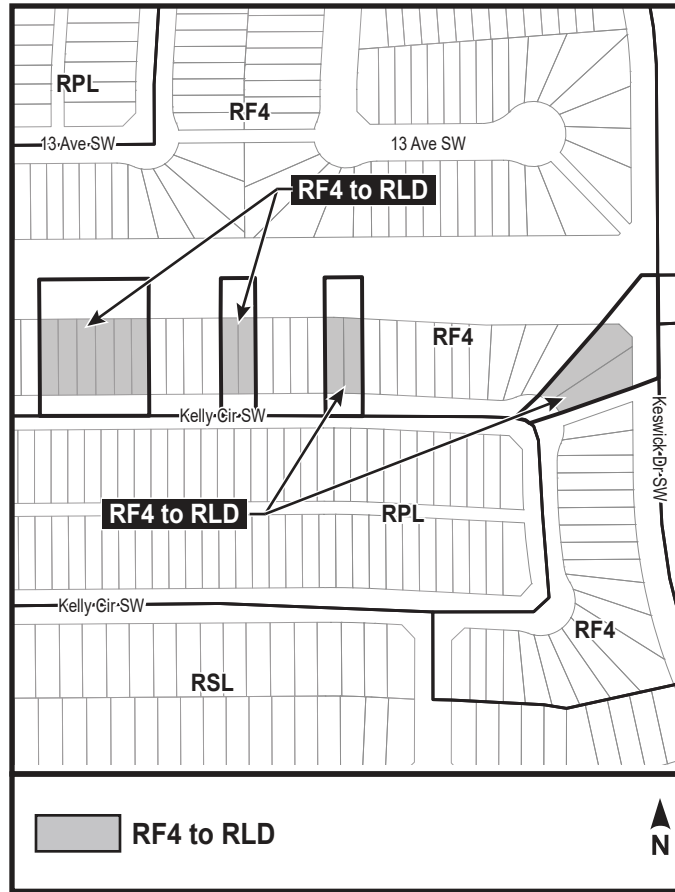 RPL
RF4
13 Ave SW
13 Ave SW
RF4 to RLD
RF4
Kelly Cir SW
Keswick Dr SW
RF4 to RLD
RPL
Kelly Cir SW
RF4
RSL
RF4 to RLD
N